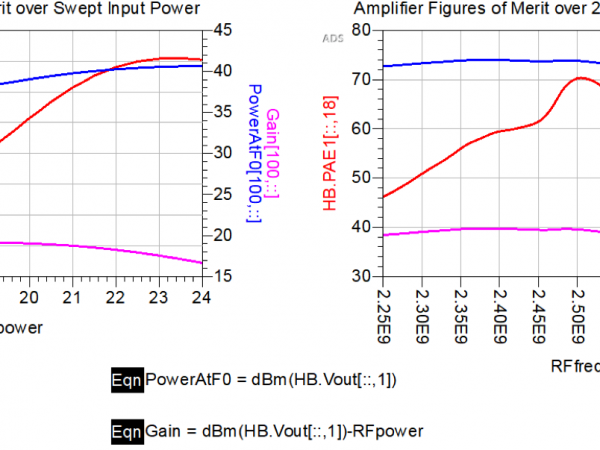 rit over Swept Input Power
45
40
35
30
25
20
15
PowerAtF0[100,::]
Gain[100,::]
20 21 22 23 24
power
Amplifier Figures of Merit over 2
ADS
80
70
60
50
40
30
HB.PAE1[::,18]
2.25E9
2.30E9
2.35E9
2.40E9
2.45E9
2.50E9
RFfreq
Eqn PowerAtF0 = dBm(HB.Vout[::,1])
Eqn Gain = dBm(HB.Vout[::,1])-RFpower